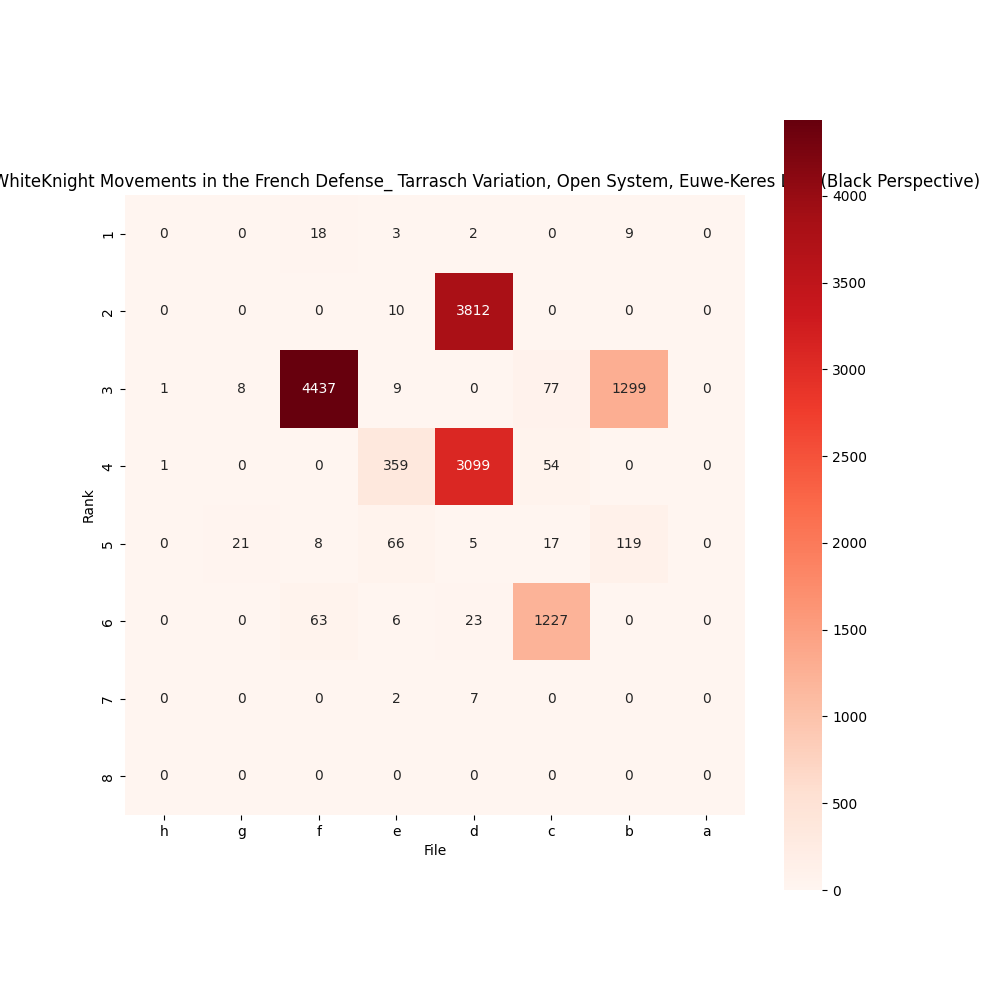 WhiteKnight Movements in the French Defense_ Tarrasch Variation, Open System, Euwe-Keres (Black Perspective)
4000
1 0 0 18 3 2 0 9 0
3500
2 0 0 0 10 3812 0 0 0
3000
3 1 8 4437 9 0 77 1299 0
2500
4 1 0 0 359 3099 54 0 0
Rank
2000
5 0 21 8 66 5 17 119 0
1500
6 0 0 63 6 23 1227 0 0
1000
7 0 0 0 2 7 0 0 0
500
8 0 0 0 0 0 0 0 0
h g f e d c b a
File
0